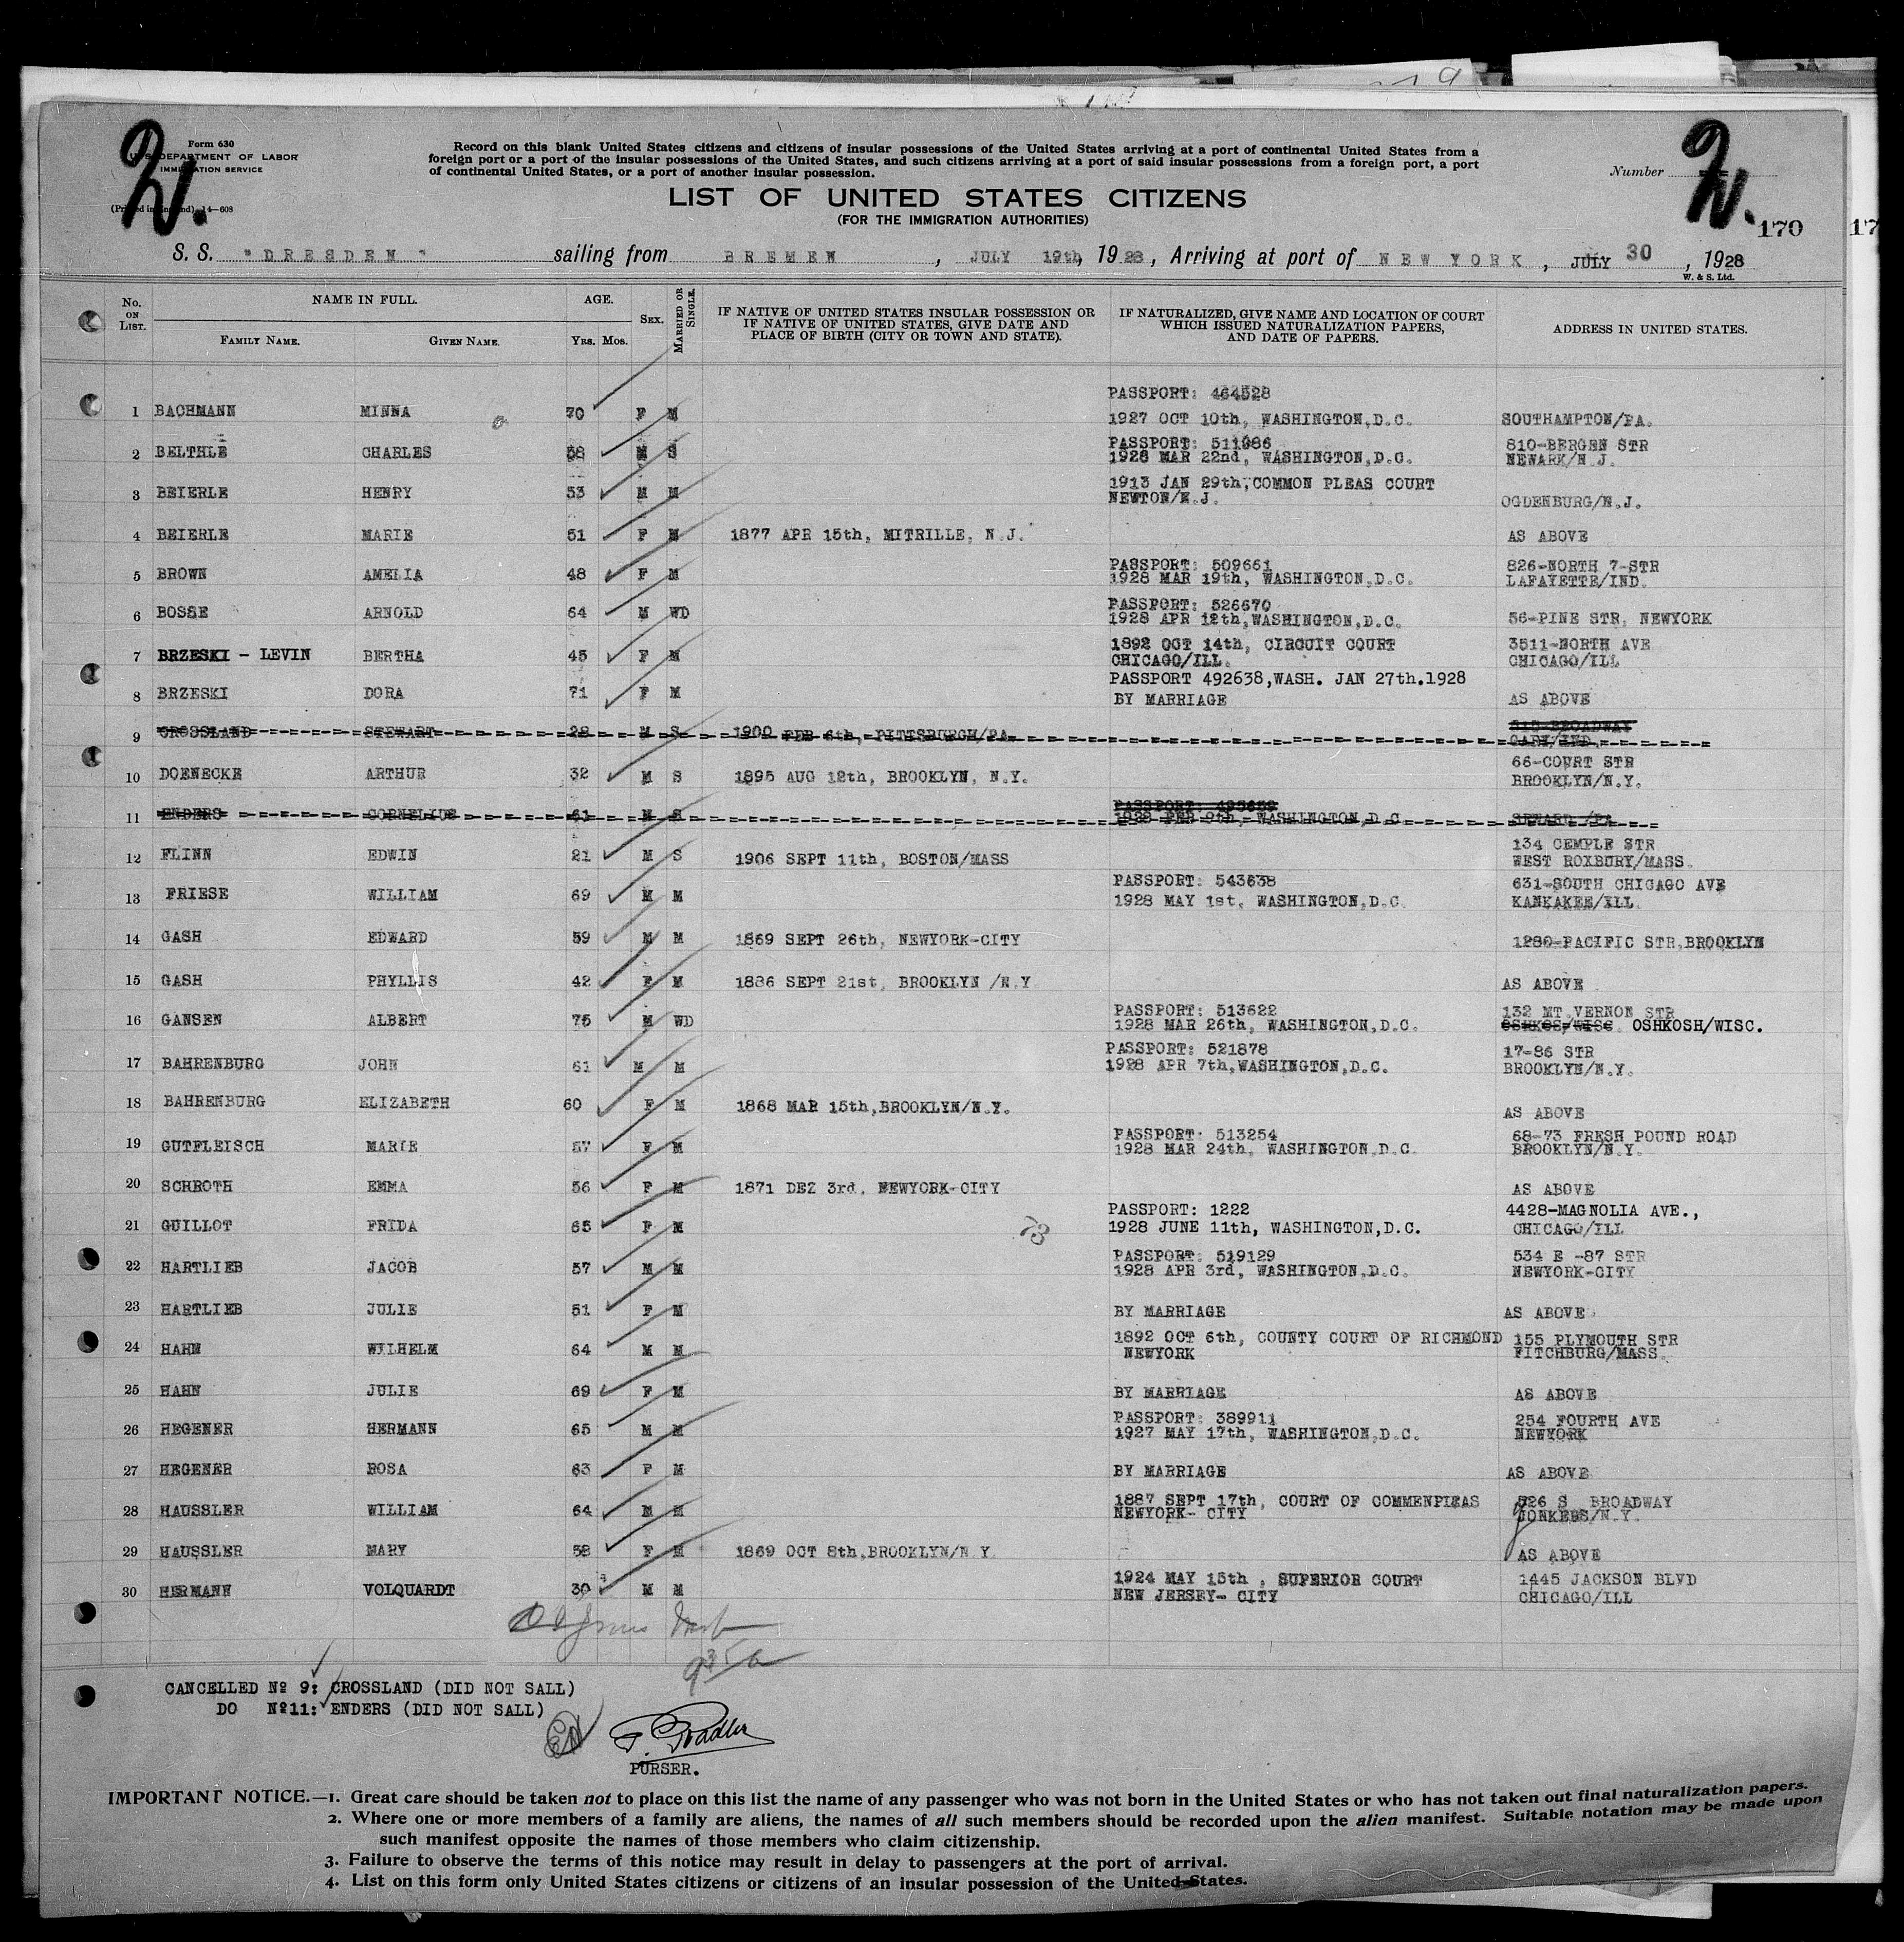 2.
2.
Form 630
U. S. DEPARTMENT OF LABOR
IMMIGRATION SERVICE
(Printed in England) 14—608
Record on this blank United States citizens and citizens of insular possessions of the United States arriving at a port of continental United States from a
foreign port or a port of the insular possessions of the United States, and such citizens arriving at a port of said insular possessions from a foreign port, a port
of continental United States, or a port of another insular possession.
Number
LIST OF UNITED STATES CITIZENS
(FOR THE IMMIGRATION AUTHORITIES)
170
17
S. S. "DRESDEN" sailing from BREMEN, JULY 19th, 1928, Arriving at port of NEW YORK, JULY 30, 1928
W. & S. Ltd.
No. ON LIST. NAME IN FULL. AGE. SEX. MARRIED OR SINGLE. IF NATIVE OF UNITED STATES INSULAR POSSESSION OR IF NATIVE OF UNITED STATES, GIVE DATE AND PLACE OF BIRTH (CITY OR TOWN AND STATE). IF NATURALIZED, GIVE NAME AND LOCATION OF COURT WHICH ISSUED NATURALIZATION PAPERS, AND DATE OF PAPERS. ADDRESS IN UNITED STATES.
FAMILY NAME. GIVEN NAME. YRS. MOS.
PASSPORT: 464528
1 BACHMANN MINNA 70 F M 1927 OCT 10th, WASHINGTON,D.C. SOUTHAMPTON/PA.
PASSPORT: 511986 810-BERGEN STR
2 BELTHLE CHARLES 58 M S 1928 MAR 22nd, WASHINGTON,D.C. NEWARK/N.J.
1913 JAN 29th, COMMON PLEAS COURT
3 BEIERLE HENRY 53 M M NEWTON/N.J. OGDENBURG/N.J.
4 BEIERLE MARIE 51 F M 1877 APR 15th, MITRILLE, N.J. AS ABOVE
PASSPORT: 509661 826-NORTH 7-STR
5 BROWN AMELIA 48 F M 1928 MAR 19th, WASHINGTON,D.C. LAFAYETTE/IND.
PASSPORT: 526670
6 BOSSE ARNOLD 64 M WD 1928 APR 12th,WASHINGTON,D.C. 56-PINE STR, NEWYORK
1892 OCT 14th, CIRCUIT COURT 3511-NORTH AVE
7 BRZESKI - LEVIN BERTHA 45 F M CHICAGO/ILL. CHICAGO/ILL
PASSPORT 492638,WASH. JAN 27th.1928
8 BRZESKI DORA 71 F M BY MARRIAGE AS ABOVE
BROADWAY
9 CROSSLAND STEWART 28 M S 1900 FEB 6th, PITTSBURGH/PA GARY/IND.
66-COURT STR
10 DOENECKE ARTHUR 32 M S 1895 AUG 12th, BROOKLYN, N.Y. BROOKLYN/N.Y.
PASSPORT: 495659
11 ENDERS CORNELIUS 61 M S 1928 FEB 8th, WASHINGTON,D.C. SEWARD/PA
134 CEMPLE STR
12 FLINN EDWIN 21 M S 1906 SEPT 11th, BOSTON/MASS WEST ROXBURY/MASS.
PASSPORT: 543638 631-SOUTH CHICAGO AVE
13 FRIESE WILLIAM 69 M M 1928 MAY 1st, WASHINGTON,D.C. KANKAKEE/ILL.
14 GASH EDWARD 59 M M 1869 SEPT 26th, NEWYORK-CITY 1280-PACIFIC STR,BROOKLYN
15 GASH PHYLLIS 42 F M 1886 SEPT 21st, BROOKLYN /N.Y. AS ABOVE
PASSPORT: 513622 132 MT VERNON STR
16 GANSEN ALBERT 75 M WD 1928 MAR 26th, WASHINGTON,D.C. OSHKOS/WISC OSHKOSH/WISC.
PASSPORT: 521878 17-86 STR
17 BAHRENBURG JOHN 61 M M 1928 APR 7th,WASHINGTON,D.C. BROOKLYN/N.Y.
18 BAHRENBURG ELIZABETH 60 F M 1868 MAR 15th,BROOKLYN/N.Y. AS ABOVE
PASSPORT: 513254 68-73 FRESH POUND ROAD
19 GUTFLEISCH MARIE 57 F M 1928 MAR 24th, WASHINGTON,D.C. BROOKLYN/N.Y.
20 SCHROTH EMMA 56 F M 1871 DEZ 3rd, NEWYORK-CITY AS ABOVE
PASSPORT: 1222 4428-MAGNOLIA AVE.,
21 GUILLOT FRIDA 65 F M 73 1928 JUNE 11th, WASHINGTON,D.C. CHICAGO/ILL
PASSPORT: 519129 534 E -87 STR
22 HARTLIEB JACOB 57 M M 1928 APR 3rd, WASHINGTON,D.C. NEWYORK-CITY
23 HARTLIEB JULIE 51 F M BY MARRIAGE AS ABOVE
1892 OCT 6th, COUNTY COURT OF RICHMOND 155 PLYMOUTH STR
24 HAHN WILHELM 64 M M NEWYORK FITCHBURG/MASS.
25 HAHN JULIE 69 F M BY MARRIAGE AS ABOVE
PASSPORT: 389911 254 FOURTH AVE
26 HEGENER HERMANN 65 M M 1927 MAY 17th, WASHINGTON,D.C. NEWYORK
27 HEGENER ROSA 63 F M BY MARRIAGE AS ABOVE
1887 SEPT 17th, COURT OF COMMENPLEAS 526 S BROADWAY
28 HAUSSLER WILLIAM 64 M M NEWYORK- CITY JONKERS/N.Y.
29 HAUSSLER MARY 58 F M 1869 OCT 8th,BROOKLYN/N.Y. AS ABOVE
1924 MAY 15th , SUPERIOR COURT 1445 JACKSON BLVD
30 HERMANN VOLQUARDT 30 M M NEW JERSEY- CITY CHICAGO/ILL
CANCELLED Nº 9: CROSSLAND (DID NOT SALL)
DO Nº11: ENDERS (DID NOT SALL)
PURSER.
IMPORTANT NOTICE.—1. Great care should be taken not to place on this list the name of any passenger who was not born in the United States or who has not taken out final naturalization papers.
2. Where one or more members of a family are aliens, the names of all such members should be recorded upon the alien manifest. Suitable notation may be made upon
such manifest opposite the names of those members who claim citizenship.
3. Failure to observe the terms of this notice may result in delay to passengers at the port of arrival.
4. List on this form only United States citizens or citizens of an insular possession of the United States.